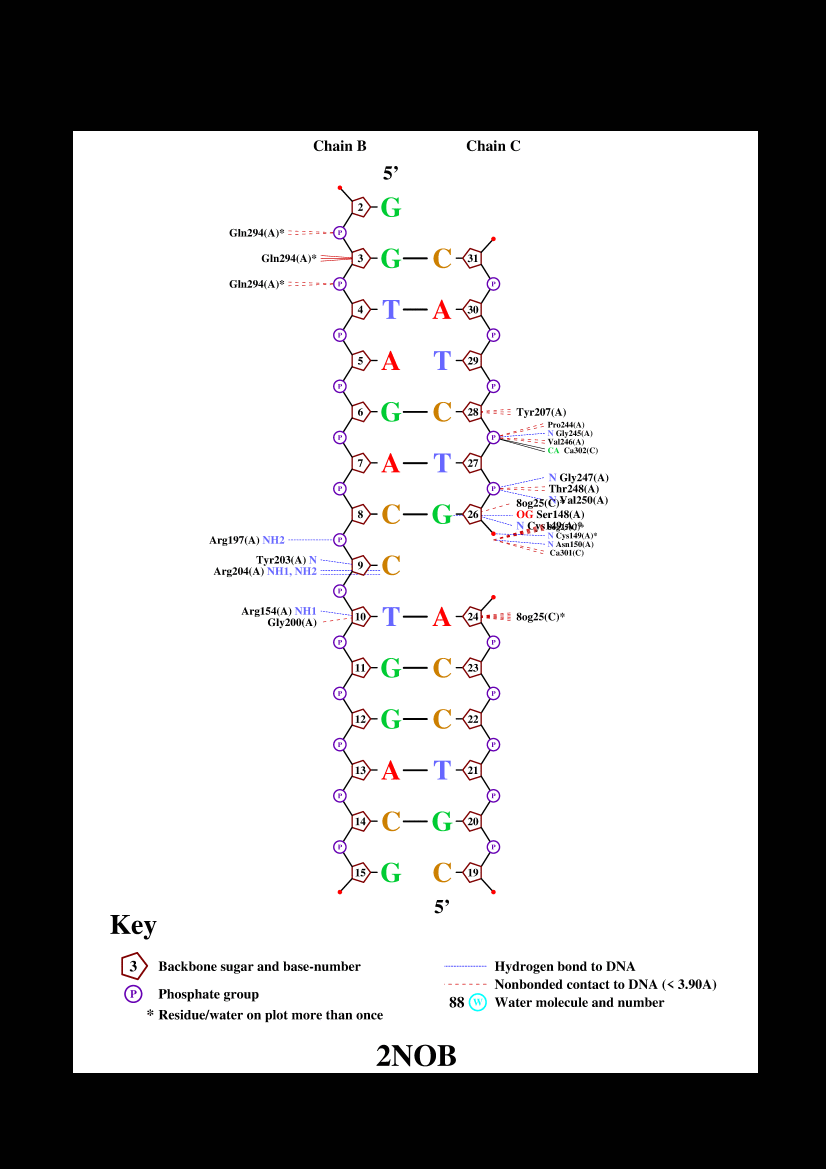 Chain B Chain C
5’
2 G
P
Gln294(A)* P
Gln294(A)* 3 G C 31
Gln294(A)* P P
4 T A 30
P P
5 A T 29
P P
6 G C 28 Tyr207(A)
Pro244(A)
P P N Gly245(A)
Val246(A)
CA Ca302(C)
7 A T 27
N Gly247(A)
P P Thr248(A)
N Val250(A)
8og25(C)*
8 C G 26 OG Ser148(A)
N Cys149(A)*
N Cys149(A)*
Arg197(A) NH2 P N Asn150(A)
Ca301(C)
Tyr203(A) N 9 C
Arg204(A) NH1, NH2
P
Arg154(A) NH1 10 T A 24 8og25(C)*
Gly200(A)
P P
11 G C 23
P P
12 G C 22
P P
13 A T 21
P P
14 C G 20
P P
15 G C 19
5’
Key
3 Backbone sugar and base-number Hydrogen bond to DNA
Nonbonded contact to DNA (< 3.90A)
P Phosphate group 88 W Water molecule and number
* Residue/water on plot more than once
2NOB